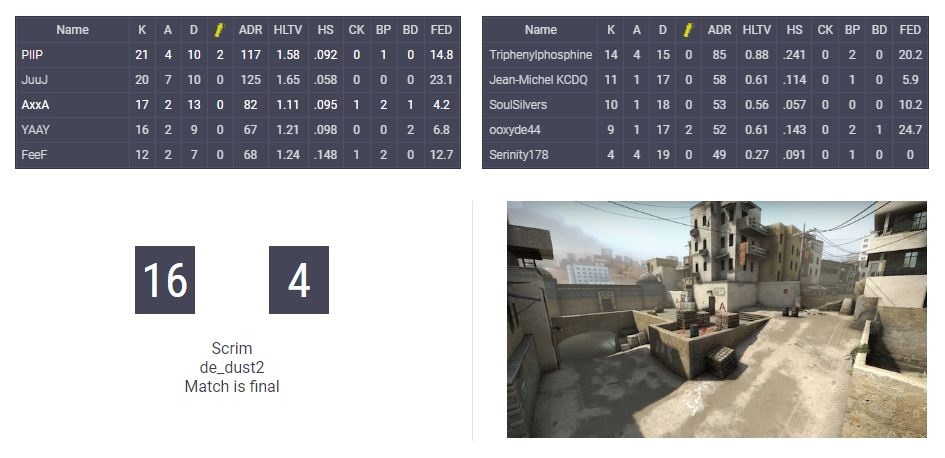 Name K A D ADR HLTV HS CK BP BD FED
PIIP 21 4 10 2 117 1.58 .092 0 1 0 14.8
JuuJ 20 7 10 0 125 1.65 .058 0 0 0 23.1
AxxA 17 2 13 0 82 1.11 .095 1 2 1 4.2
YAAY 16 2 9 0 67 1.21 .098 0 0 2 6.8
FeeF 12 2 7 0 68 1.24 .148 1 2 0 12.7
Name K A D ADR HLTV HS CK BP BD FED
Triphenylphosphine 14 4 15 0 85 0.88 .241 0 2 0 20.2
Jean-Michel KCDQ 11 1 17 0 58 0.61 .114 0 1 0 5.9
SoulSilvers 10 1 18 0 53 0.56 .057 0 0 0 10.2
ooxyde44 9 1 17 2 52 0.61 .143 0 2 1 24.7
Serinity178 4 4 19 0 49 0.27 .091 0 1 0 0
16 4
Scrim
de_dust2
Match is final
A